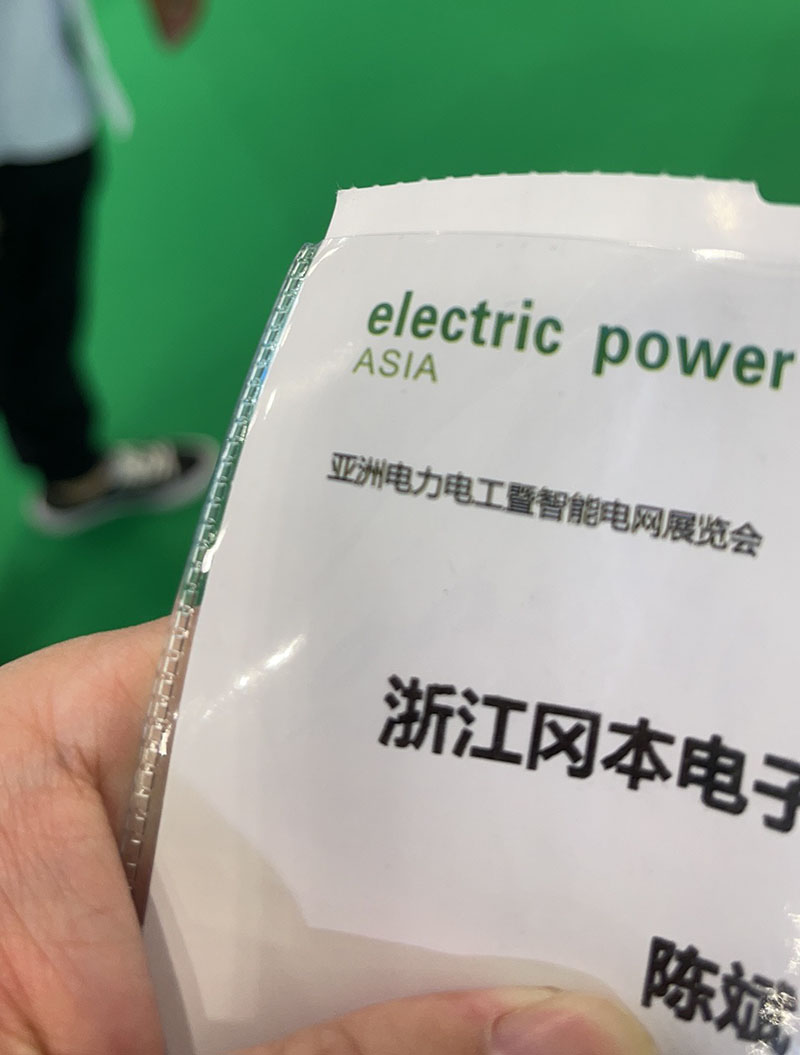 electric power
ASIA
亚洲电力电工暨智能电网展览会
浙江冈本电子
陈斌